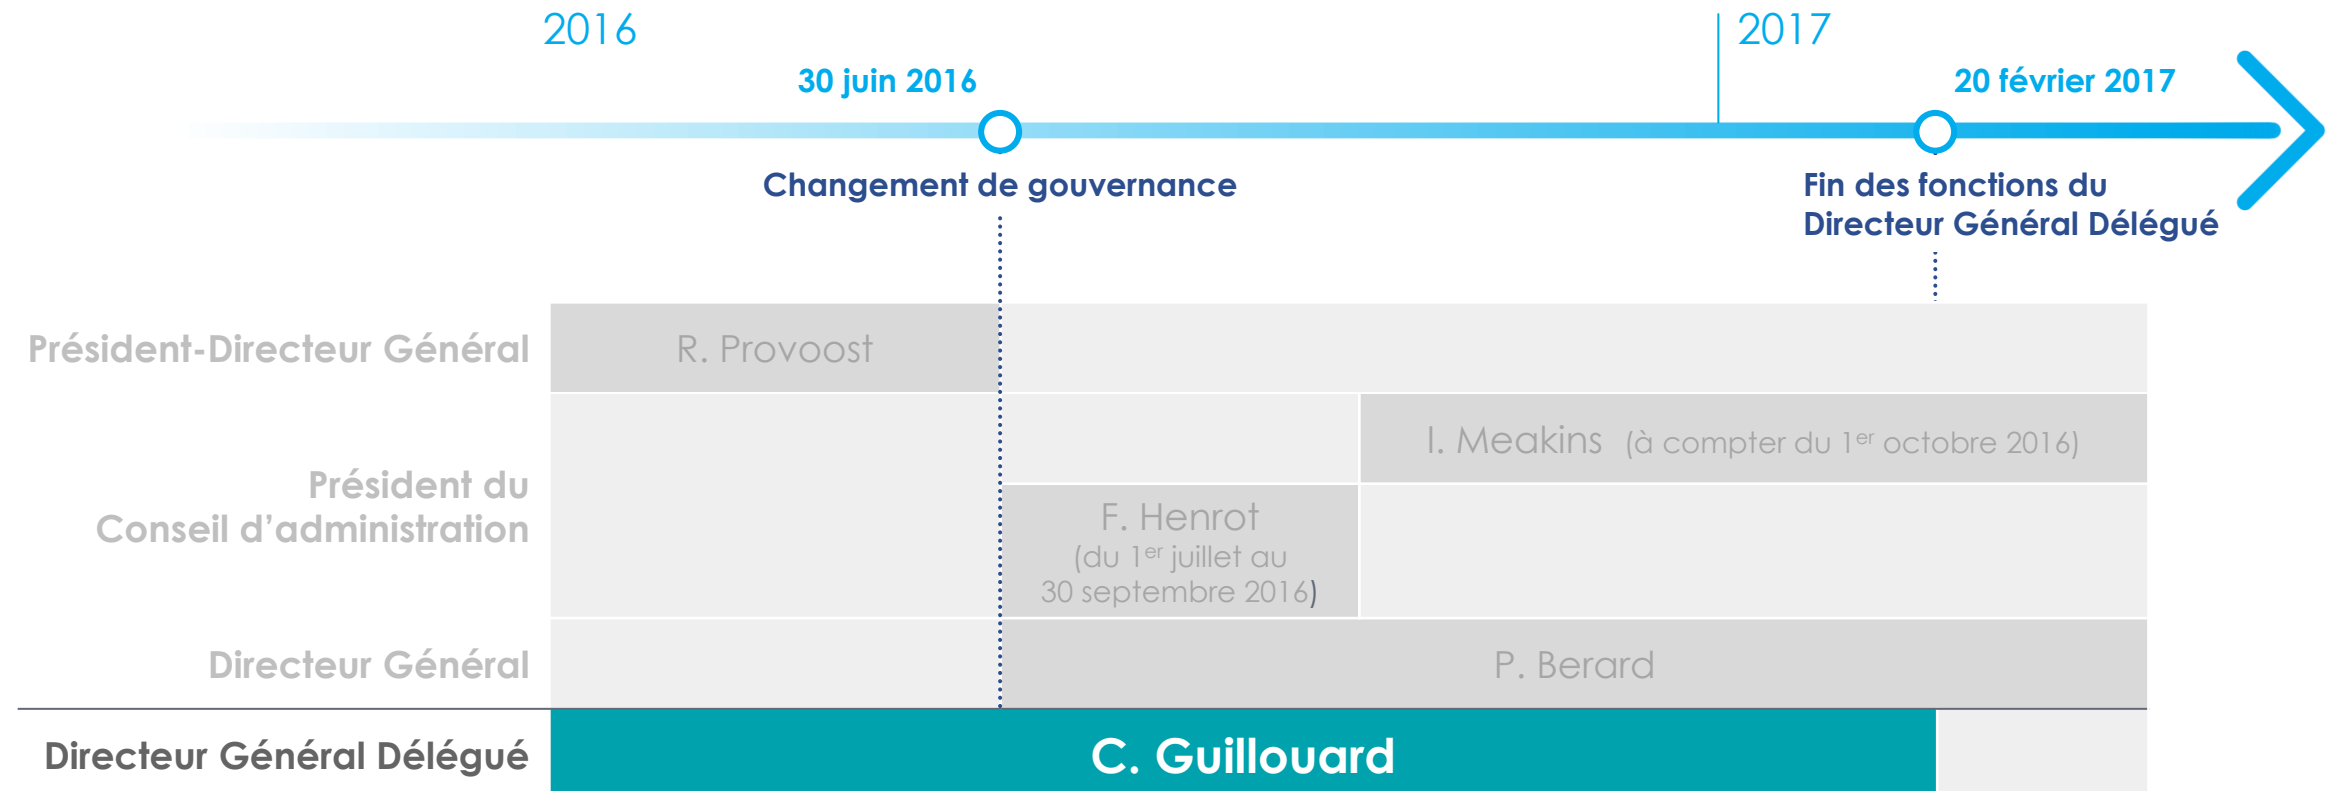 2016
2017
30 juin 2016
20 février 2017
Changement de gouvernance
Fin des fonctions du
Directeur Général Délégué
Président-Directeur Général
R. Provoost
I. Meakins (à compter du 1er octobre 2016)
Président du
Conseil d’administration
F. Henrot
(du 1er juillet au
30 septembre 2016)
Directeur Général
P. Berard
Directeur Général Délégué
C. Guillouard